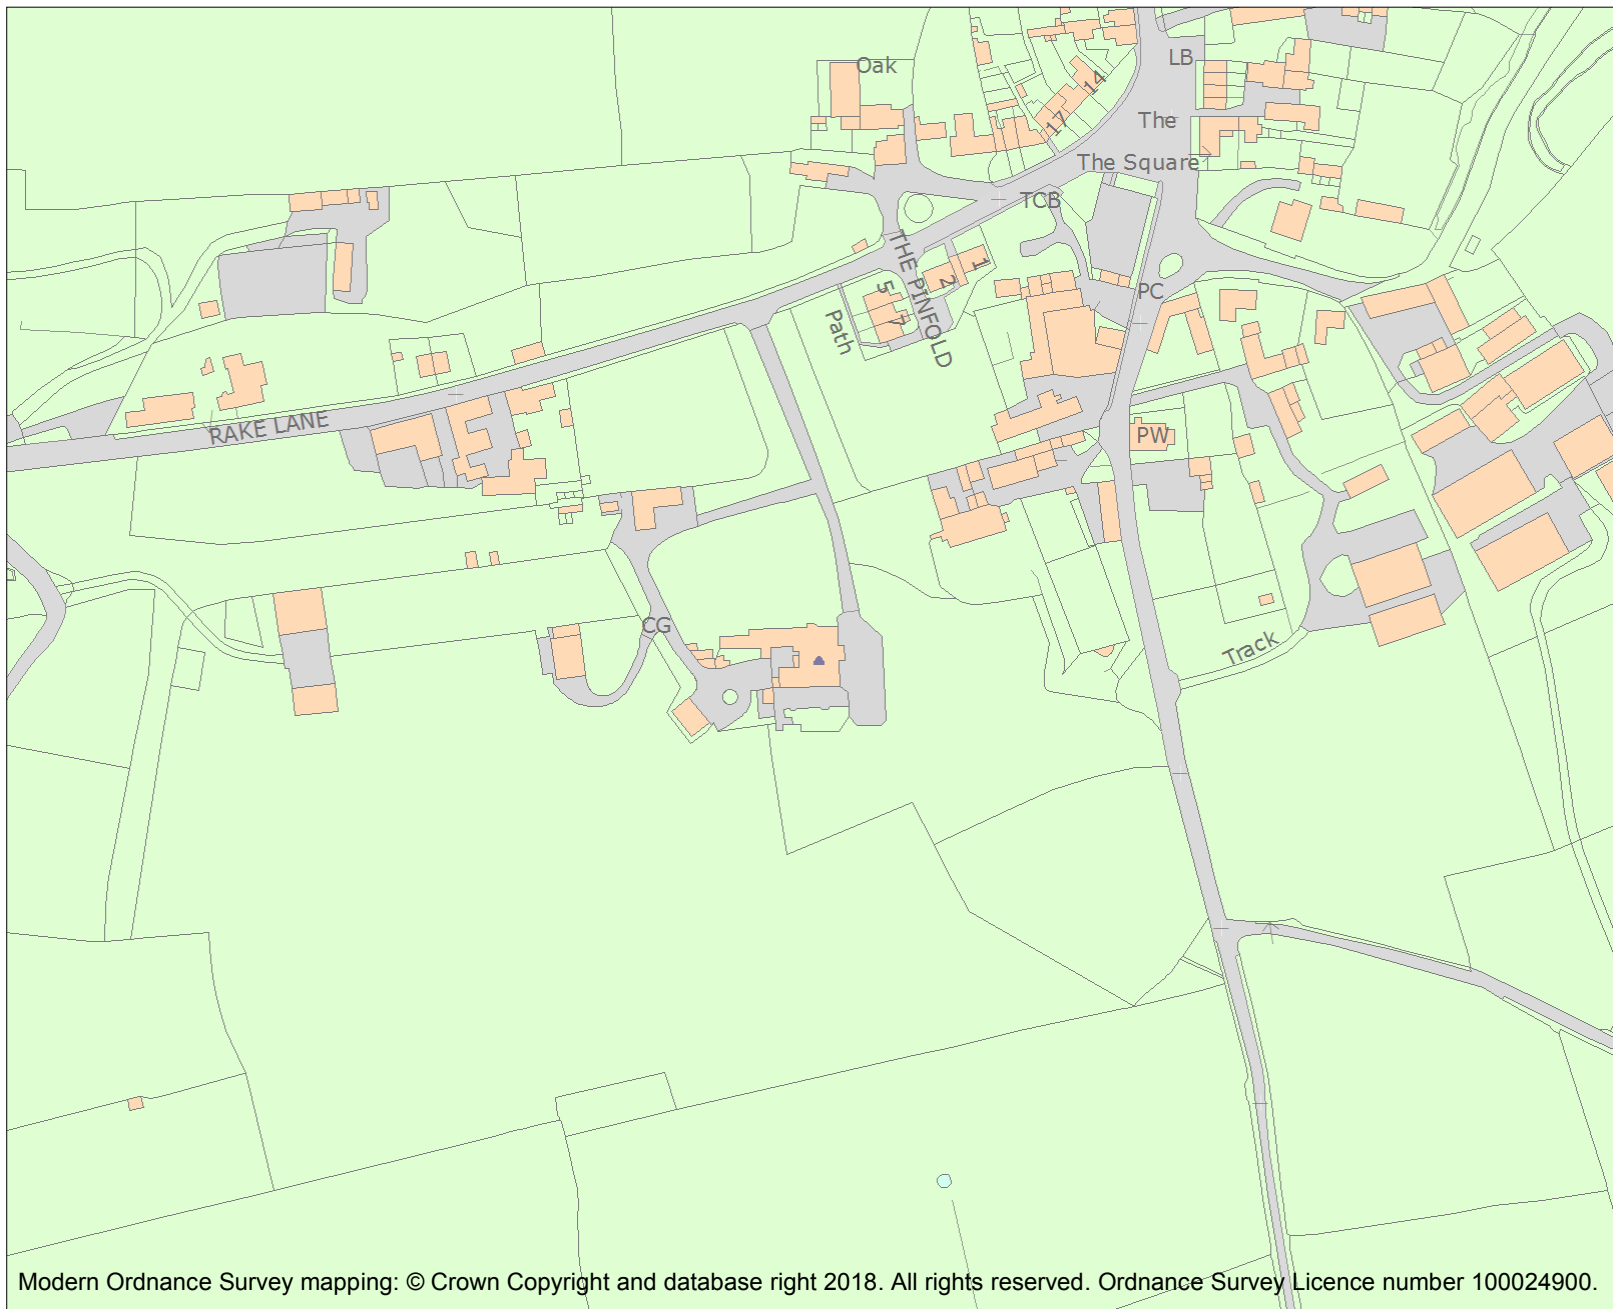 Oak
LB
14
17
The
The Square
TCB
THE PINFOLD
1
2
5
7
Path
PC
RAKE LANE
PW
CG
Track
Modern Ordnance Survey mapping: © Crown Copyright and database right 2018. All rights reserved. Ordnance Survey Licence number 100024900.